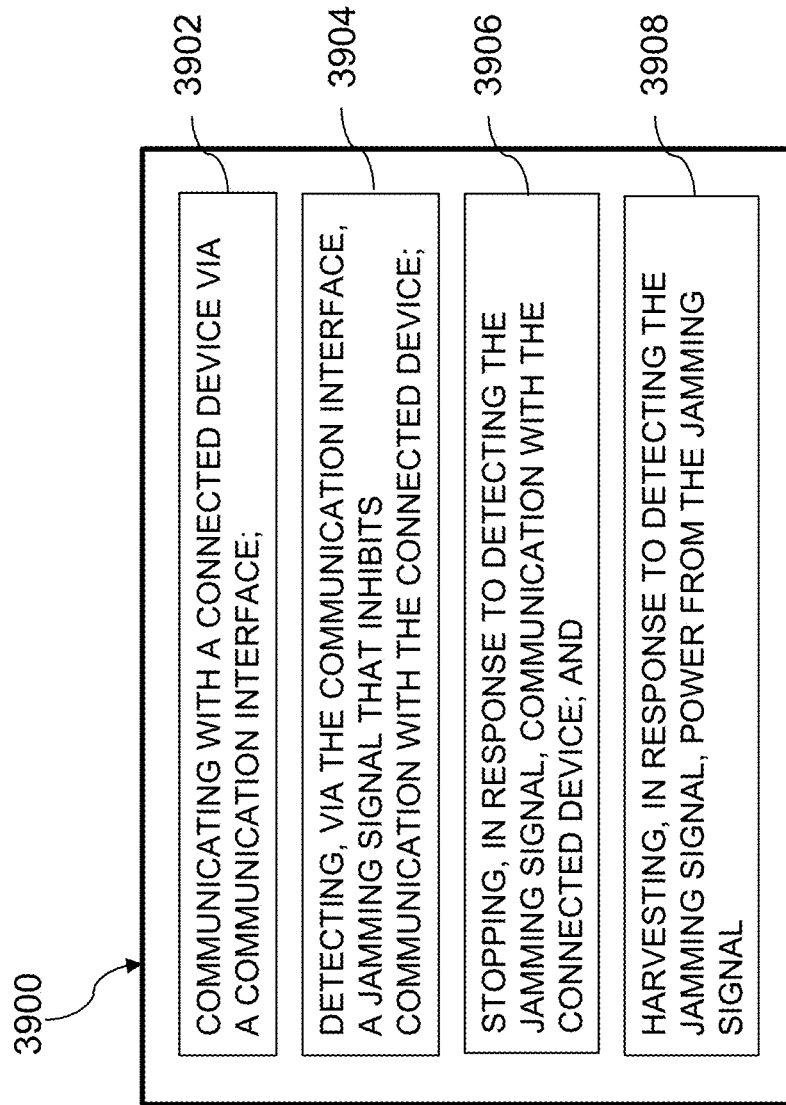 3900
COMMUNICATING WITH A CONNECTED DEVICE VIA
A COMMUNICATION INTERFACE;
3902
DETECTING, VIA THE COMMUNICATION INTERFACE,
A JAMMING SIGNAL THAT INHIBITS
COMMUNICATION WITH THE CONNECTED DEVICE;
3904
STOPPING, IN RESPONSE TO DETECTING THE
JAMMING SIGNAL, COMMUNICATION WITH THE
CONNECTED DEVICE; AND
3906
HARVESTING, IN RESPONSE TO DETECTING THE
JAMMING SIGNAL, POWER FROM THE JAMMING
SIGNAL
3908